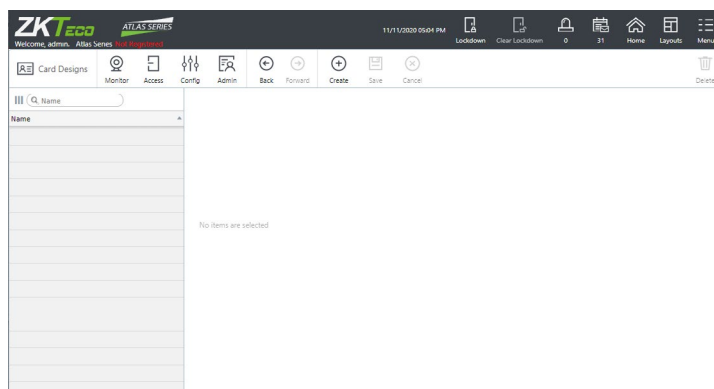 ZKTeco ATLAS SERIES
Welcome, admn. Atlas Series Not Registered
11/11/2020 05:04 PM
Lockdown Clear Lockdown 0 31 Home Layouts Menu
Card Designs Monitor Access Config Admin Back Forward Create Save Cancel Delete
Name
Name
No items are selected